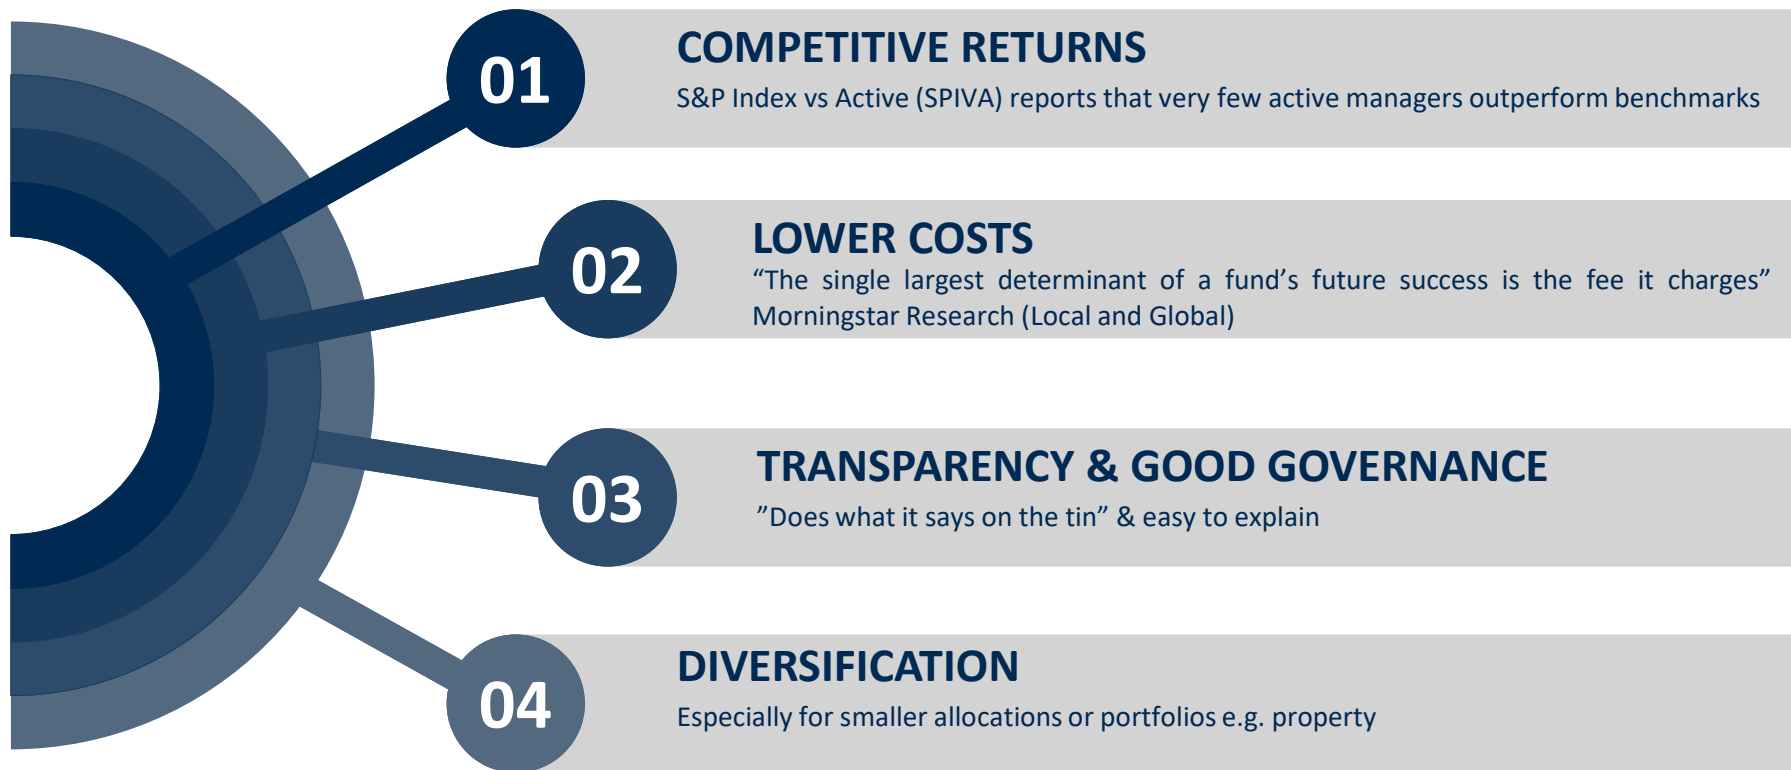 01
COMPETITIVE RETURNS
S&P Index vs Active (SPIVA) reports that very few active managers outperform benchmarks
02
LOWER COSTS
“The single largest determinant of a fund’s future success is the fee it charges”
Morningstar Research (Local and Global)
03
TRANSPARENCY & GOOD GOVERNANCE
”Does what it says on the tin” & easy to explain
04
DIVERSIFICATION
Especially for smaller allocations or portfolios e.g. property